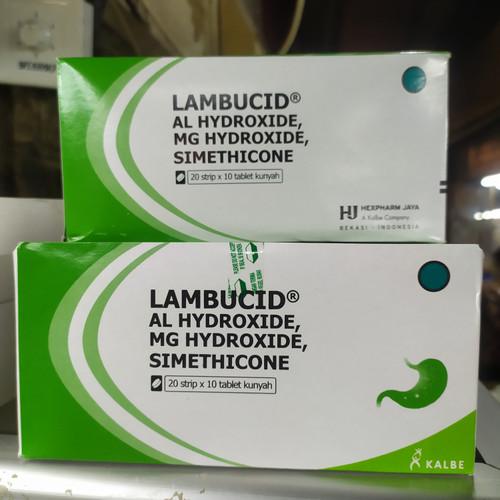 LAMBUCID®
AL HYDROXIDE,
MG HYDROXIDE,
SIMETHICONE
20 strip x 10 tablet kunyah
HJ HEXPHARM JAYA
A Kalbe Company
BEKASI - INDONESIA
LAMBUCID®
AL HYDROXIDE,
MG HYDROXIDE,
SIMETHICONE
20 strip x 10 tablet kunyah
KALBE